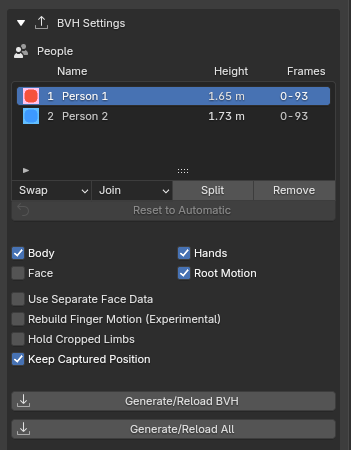 BVH Settings
People
Name Height Frames
1 Person 1 1.65 m 0-93
2 Person 2 1.73 m 0-93
Swap Join Split Remove
Reset to Automatic
Body Hands
Face Root Motion
Use Separate Face Data
Rebuild Finger Motion (Experimental)
Hold Cropped Limbs
Keep Captured Position
Generate/Reload BVH
Generate/Reload All